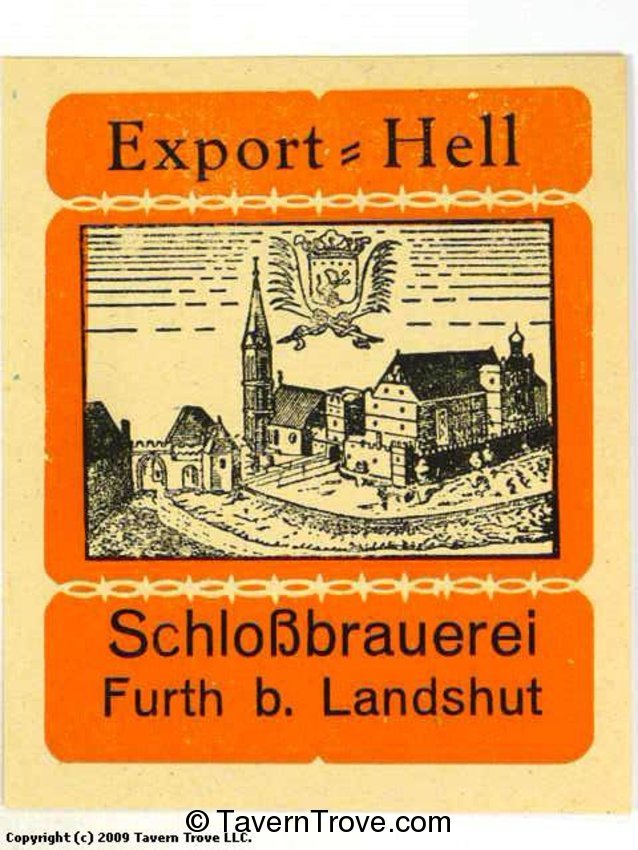 Export = Hell
Schloßbrauerei
Furth b. Landshut
© TavernTrove.com
Copyright (c) 2009 Tavern Trove LLC.